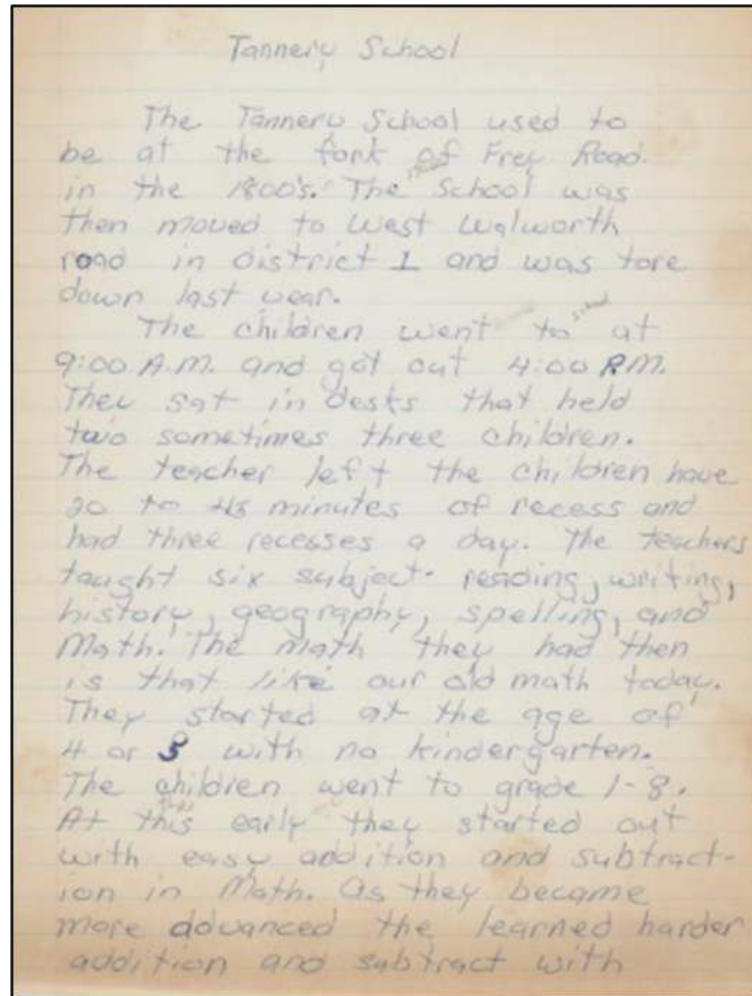 Tannery School
The Tannery School used to
be at the fork of Frey Road
in the 1800's. The School was
then moved to West Walworth
road in district 1 and was tore
down last year.
The children went to school at
9:00 A.M. and got out 4:00 P.M.
They sat in desks that held
two sometimes three children.
The teacher left the children have
20 to 45 minutes of recess and
had three recesses a day. The teachers
taught six subject- reading, writing,
history, geography, spelling, and
Math. The math they had then
is that like our old math today.
They started at the age of
4 or 5 with no kindergarten.
The children went to grade 1-8.
At this early they started out
with easy addition and subtract-
ion in Math. As they became
more advanced the learned harder
addition and subtract with